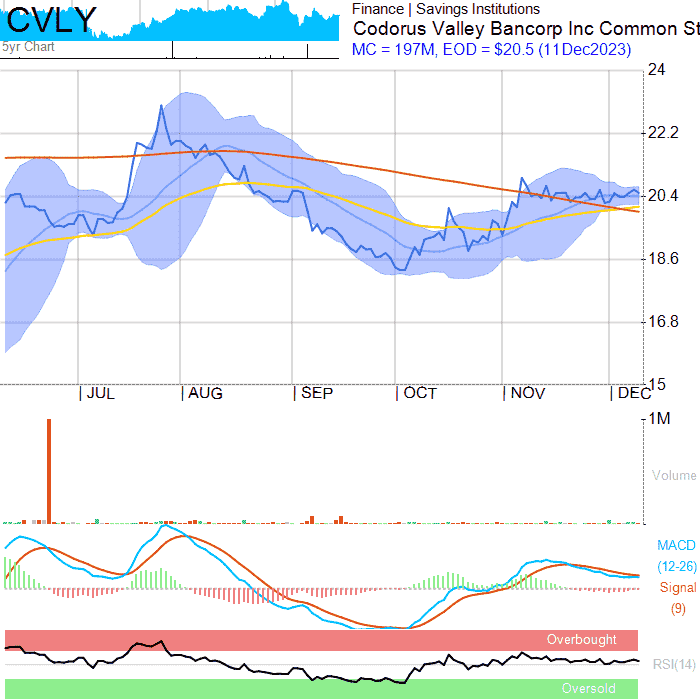 CVLY
5yr Chart
Finance | Savings Institutions
Codorus Valley Bancorp Inc Common St
MC = 197M, EOD = $20.5 (11Dec2023)
24
22.2
20.4
18.6
16.8
15
JUL
AUG
SEP
OCT
NOV
DEC
1M
Volume
MACD
(12-26)
Signal
(9)
Overbought
RSI(14)
Oversold